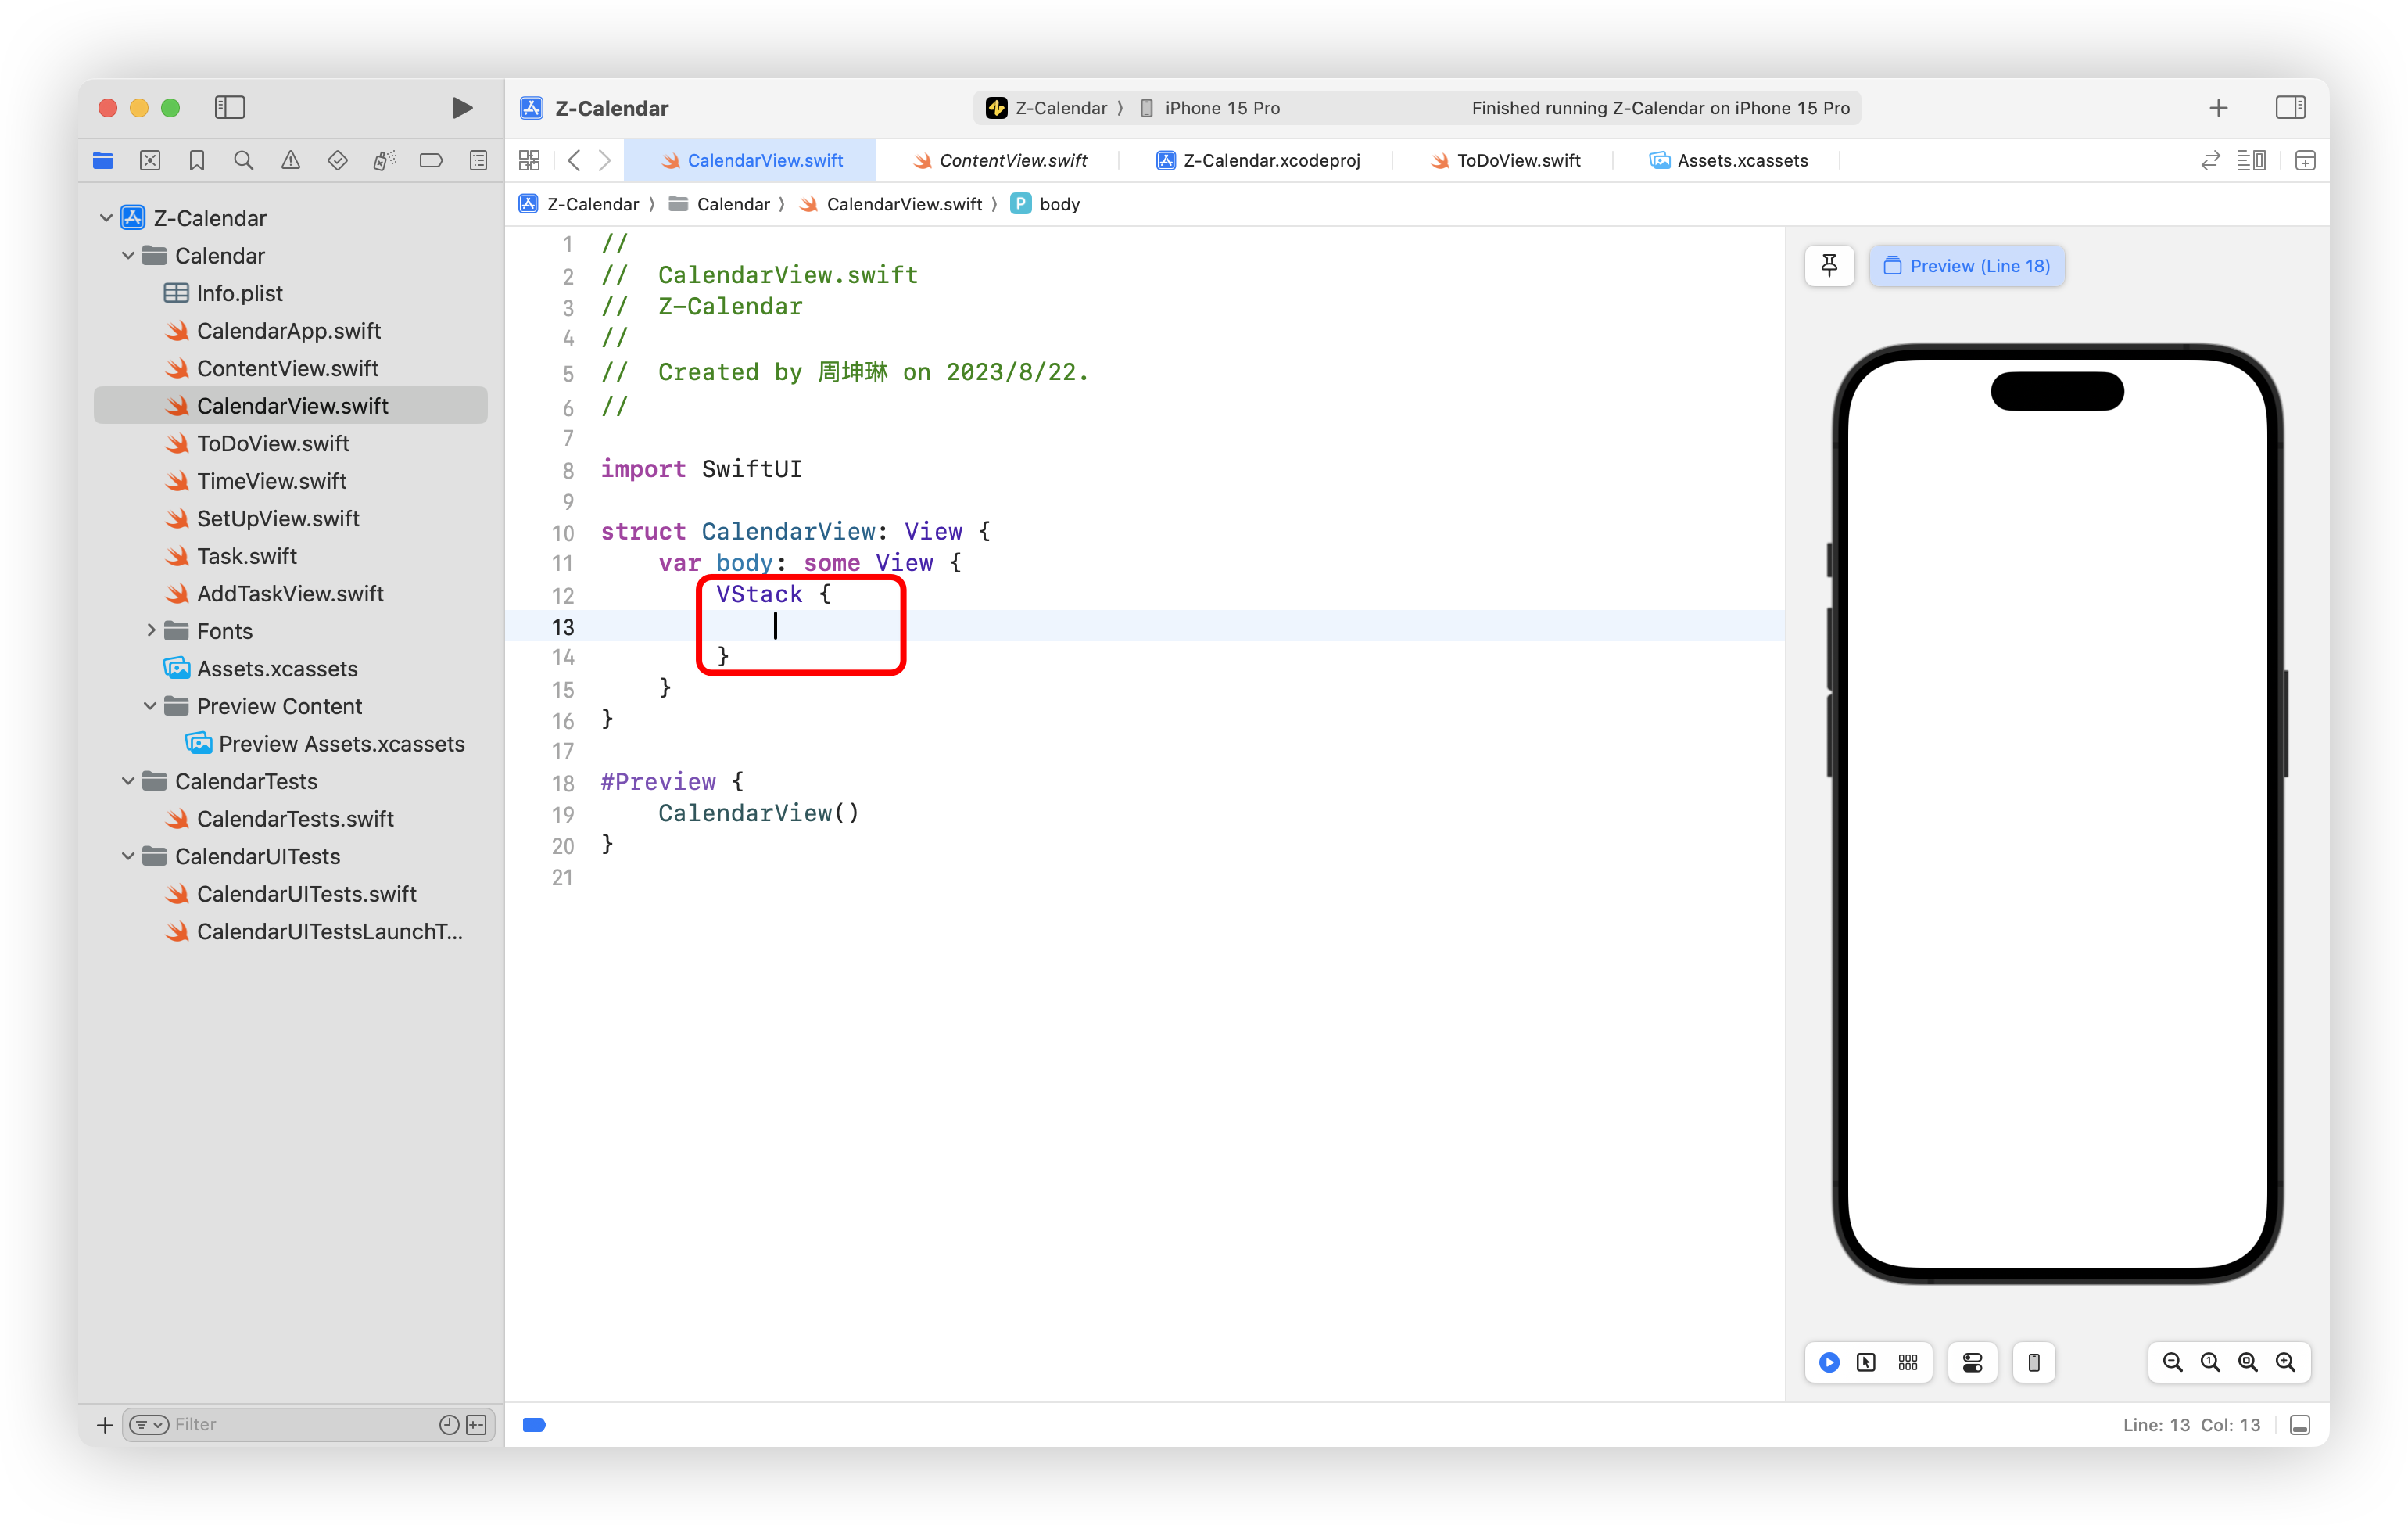 Z-Calendar
Z-Calendar 〉 iPhone 15 Pro
Finished running Z-Calendar on iPhone 15 Pro
CalendarView.swift
ContentView.swift
Z-Calendar.xcodeproj
ToDoView.swift
Assets.xcassets
Z-Calendar 〉 Calendar 〉 CalendarView.swift 〉 P body
Z-Calendar
Calendar
Info.plist
CalendarApp.swift
ContentView.swift
CalendarView.swift
ToDoView.swift
TimeView.swift
SetUpView.swift
Task.swift
AddTaskView.swift
Fonts
Assets.xcassets
Preview Content
Preview Assets.xcassets
CalendarTests
CalendarTests.swift
CalendarUITests
CalendarUITests.swift
CalendarUITestsLaunchT...
Filter
1 //
2 //  CalendarView.swift
3 //  Z-Calendar
4 //
5 //  Created by 周坤琳 on 2023/8/22.
6 //
7
8 import SwiftUI
9
10 struct CalendarView: View {
11     var body: some View {
12         VStack {
13
14         }
15     }
16 }
17
18 #Preview {
19     CalendarView()
20 }
21
Preview (Line 18)
Line: 13 Col: 13